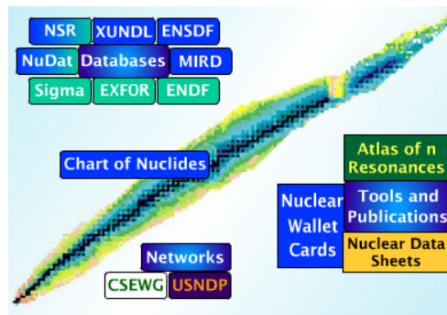 NSR XUNDL ENSDF
NuDat Databases MIRD
Sigma EXFOR ENDF
Chart of Nuclides
Atlas of n
Resonances
Nuclear
Wallet
Cards
Tools and
Publications
Nuclear Data
Sheets
Networks
CSEWG USNDP